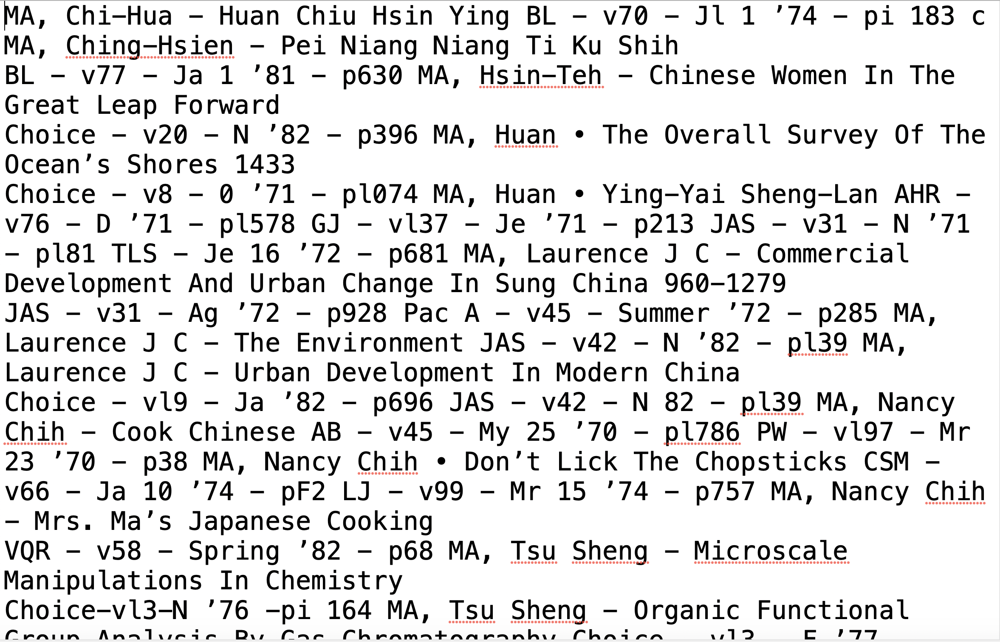 MA, Chi-Hua - Huan Chiu Hsin Ying BL - v70 - Jl 1 ’74 - pi 183 c
MA, Ching-Hsien - Pei Niang Niang Ti Ku Shih
BL - v77 - Ja 1 ’81 - p630 MA, Hsin-Teh - Chinese Women In The
Great Leap Forward
Choice - v20 - N ’82 - p396 MA, Huan • The Overall Survey Of The
Ocean’s Shores 1433
Choice - v8 - 0 ’71 - pl074 MA, Huan • Ying-Yai Sheng-Lan AHR -
v76 - D ’71 - pl578 GJ - vl37 - Je ’71 - p213 JAS - v31 - N ’71
- pl81 TLS - Je 16 ’72 - p681 MA, Laurence J C - Commercial
Development And Urban Change In Sung China 960-1279
JAS - v31 - Ag ’72 - p928 Pac A - v45 - Summer ’72 - p285 MA,
Laurence J C - The Environment JAS - v42 - N ’82 - pl39 MA,
Laurence J C - Urban Development In Modern China
Choice - vl9 - Ja ’82 - p696 JAS - v42 - N 82 - pl39 MA, Nancy
Chih - Cook Chinese AB - v45 - My 25 ’70 - pl786 PW - vl97 - Mr
23 ’70 - p38 MA, Nancy Chih • Don’t Lick The Chopsticks CSM -
v66 - Ja 10 ’74 - pF2 LJ - v99 - Mr 15 ’74 - p757 MA, Nancy Chih
- Mrs. Ma’s Japanese Cooking
VQR - v58 - Spring ’82 - p68 MA, Tsu Sheng - Microscale
Manipulations In Chemistry
Choice-vl3-N ’76 -pi 164 MA, Tsu Sheng - Organic Functional
Group Analysis By Gas Chromatography Choice - vl3 - F ’77